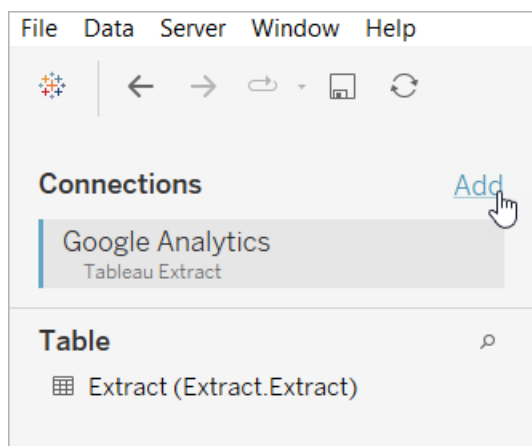 File Data Server Window Help
Connections Add
Google Analytics
Tableau Extract
Table
Extract (Extract.Extract)